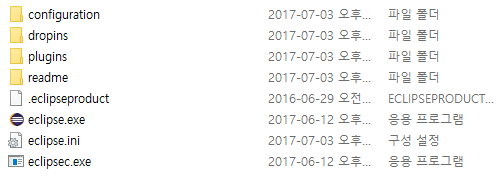 configuration 2017-07-03 오후... 파일 폴더
dropins 2017-07-03 오후... 파일 폴더
plugins 2017-07-03 오후... 파일 폴더
readme 2017-07-03 오후... 파일 폴더
.eclipseproduct 2016-06-29 오전... ECLIPSEPRODUCT...
eclipse.exe 2017-06-12 오후... 응용 프로그램
eclipse.ini 2017-07-03 오후... 구성 설정
eclipsec.exe 2017-06-12 오후... 응용 프로그램